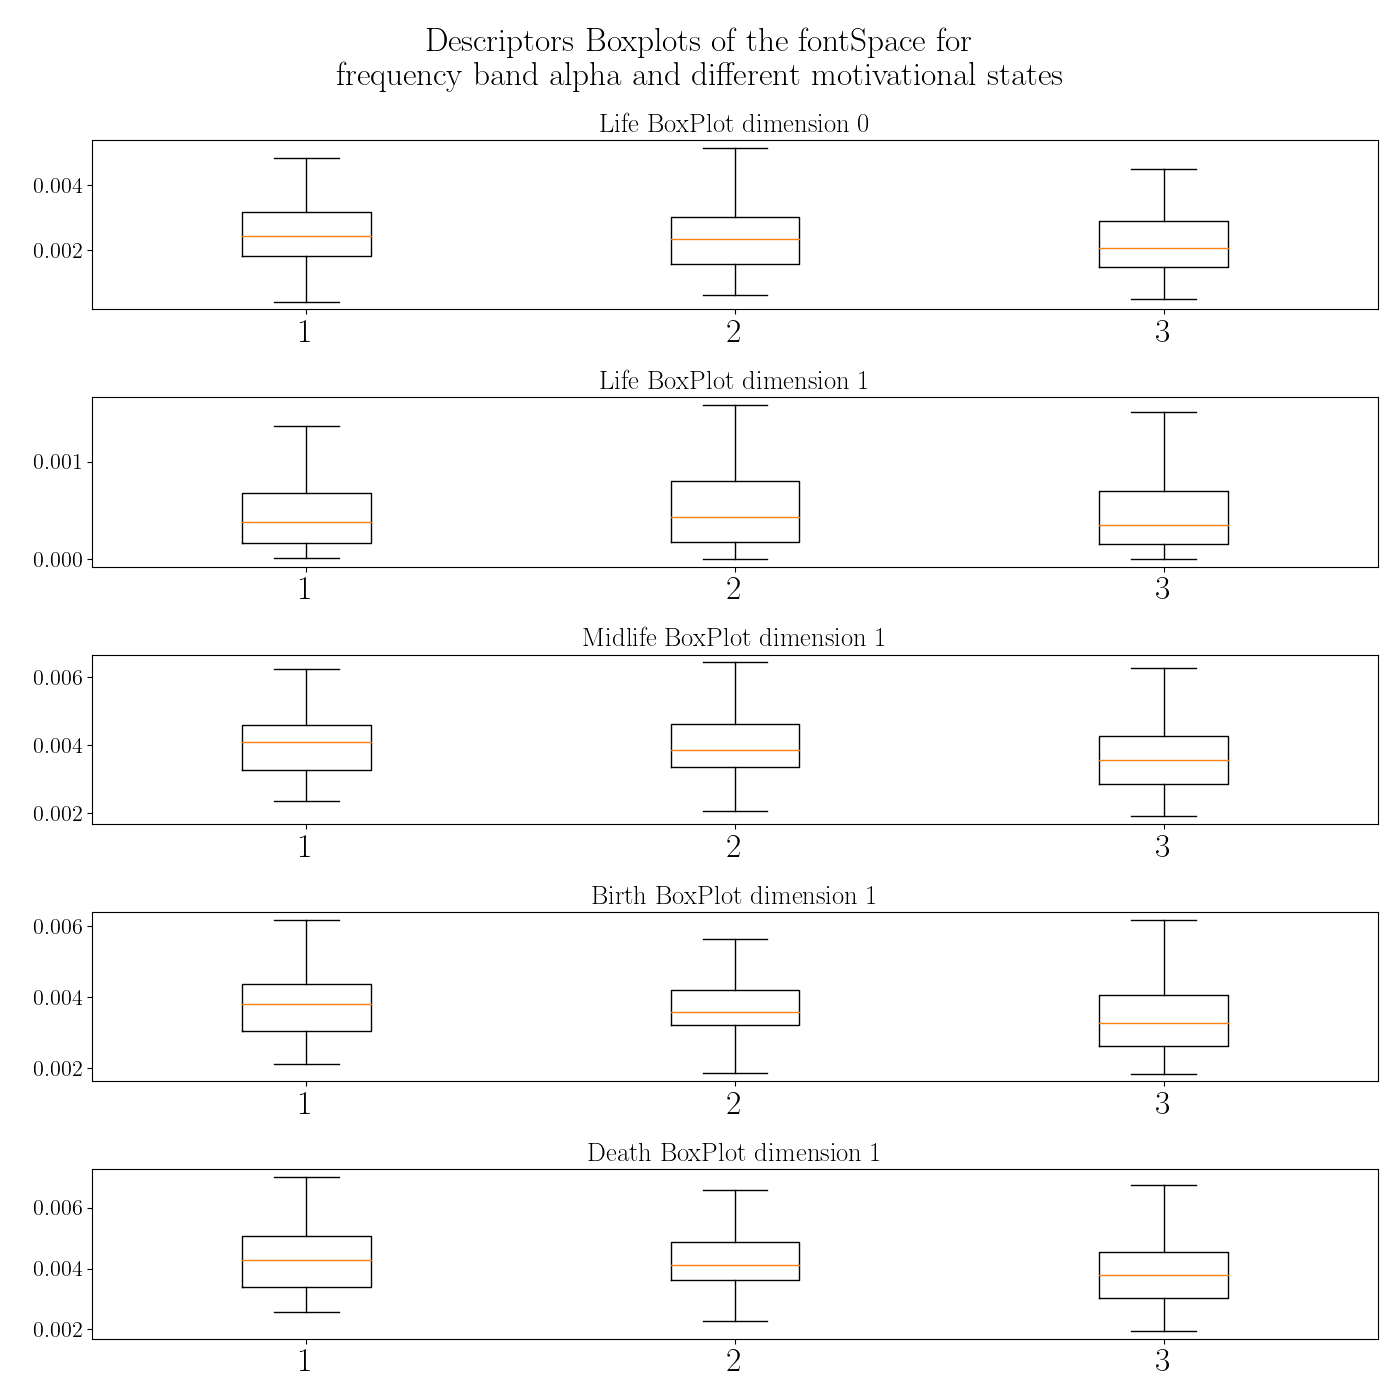 Descriptors Boxplots of the fontSpace for
frequency band alpha and different motivational states
Life BoxPlot dimension 0
0.004
0.002
1 2 3
Life BoxPlot dimension 1
0.001
0.000
1 2 3
Midlife BoxPlot dimension 1
0.006
0.004
0.002
1 2 3
Birth BoxPlot dimension 1
0.006
0.004
0.002
1 2 3
Death BoxPlot dimension 1
0.006
0.004
0.002
1 2 3